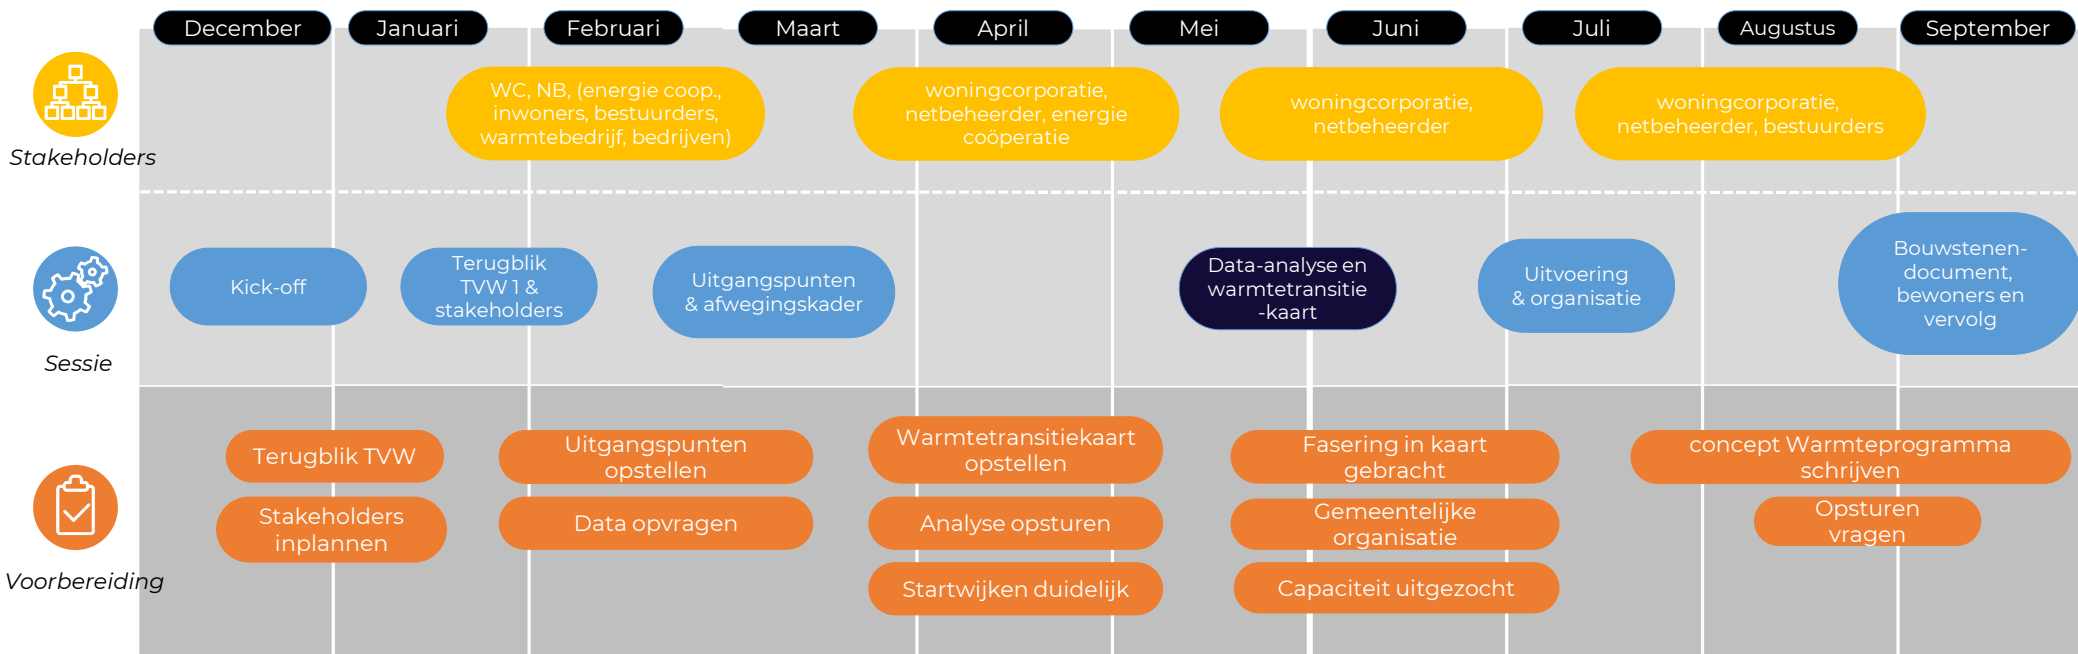 December
Januari
Februari
Maart
April
Mei
Juni
Juli
Augustus
September
Stakeholders
WC, NB, (energie coop.,
inwoners, bestuurders,
warmtebedrijf, bedrijven)
woningcorporatie,
netbeheerder, energie
coöperatie
woningcorporatie,
netbeheerder
woningcorporatie,
netbeheerder, bestuurders
Sessie
Kick-off
Terugblik
TVW 1 &
stakeholders
Uitgangspunten
& afwegingskader
Data-analyse en
warmtetransitie
-kaart
Uitvoering
& organisatie
Bouwstenen-
document,
bewoners en
vervolg
Voorbereiding
Terugblik TVW
Stakeholders
inplannen
Uitgangspunten
opstellen
Data opvragen
Warmtetransitiekaart
opstellen
Analyse opsturen
Startwijken duidelijk
Fasering in kaart
gebracht
Gemeentelijke
organisatie
Capaciteit uitgezocht
concept Warmteprogramma
schrijven
Opsturen
vragen